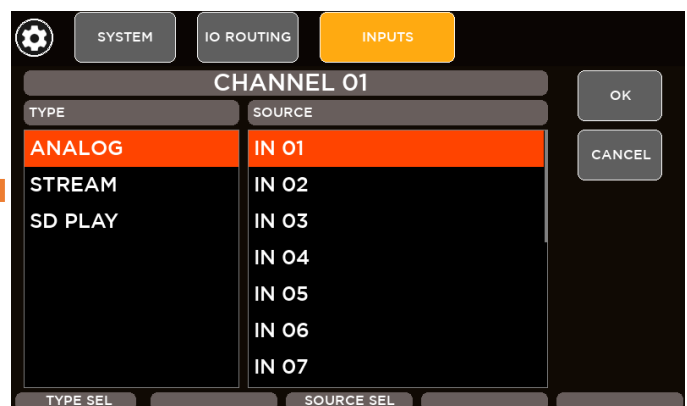 SYSTEM IO ROUTING INPUTS
CHANNEL 01
OK
TYPE SOURCE
ANALOG IN 01
CANCEL
STREAM IN 02
SD PLAY IN 03
IN 04
IN 05
IN 06
IN 07
TYPE SEL SOURCE SEL